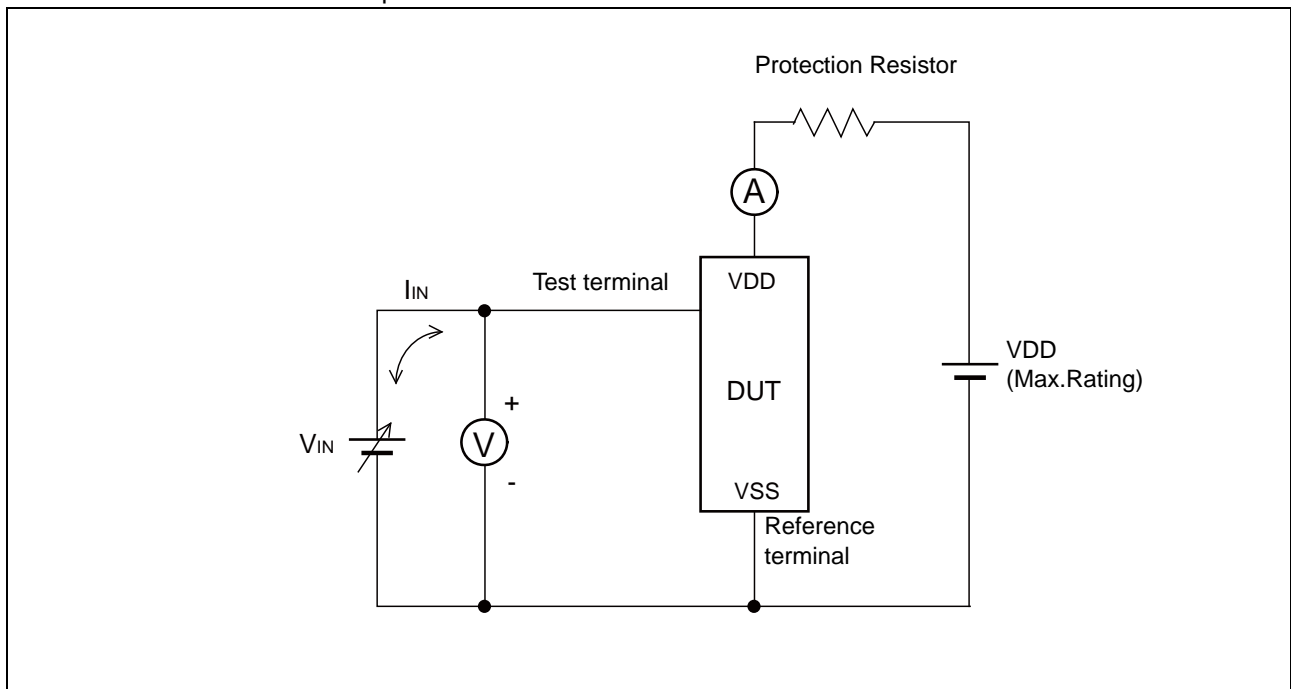 Protection Resistor
A
Test terminal
VDD
IIN
VDD
(Max.Rating)
DUT
+
VIN
V
-
VSS
Reference
terminal